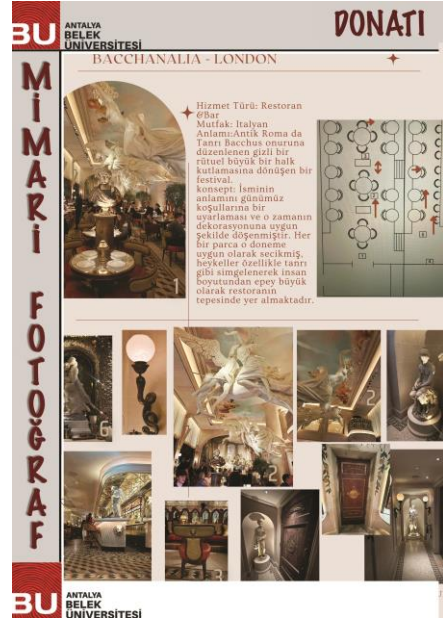 BU ANTALYA
BELEK
ÜNİVERSİTESİ
DONATI
MİMARİ FOTOĞRAF
BACCHANALIA - LONDON
Hizmet Türü: Restoran
&Bar
Mutfak: İtalyan
Anlamı:Antik Roma da
Tanrı Bacchus onuruna
düzenlenen gizli bir
rituel büyük bir halk
kutlamasına dönüşen bir
festival.
konsept: İsminin
anlamını günümüz
koşullarına bir
uyarlaması ve o zamanın
dekorasyonuna uygun
şekilde döşenmiştir. Her
bir parca o doneme
uygun olarak secikmiş,
heykeller özellikle tanrı
gibi simgelenerek insan
boyutundan epey büyük
olarak restoranın
tepesinde yer almaktadır.
1
6
2
2
3
BU ANTALYA
BELEK
ÜNİVERSİTESİ